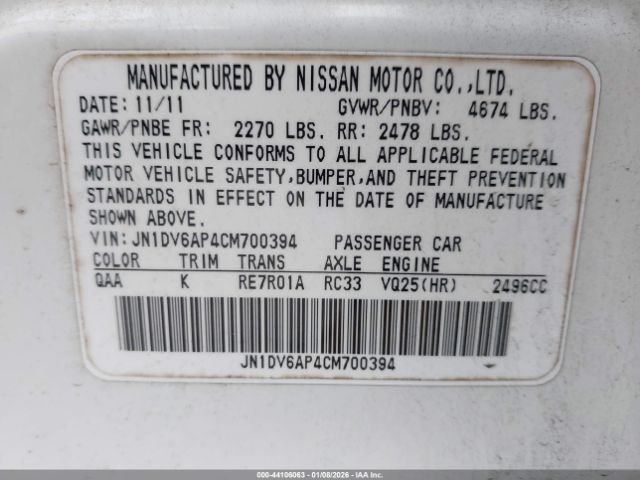 MANUFACTURED BY NISSAN MOTOR CO.,LTD.
DATE: 11/11 GVWR/PNBV: 4674 LBS.
GAWR/PNBE FR: 2270 LBS. RR: 2478 LBS.
THIS VEHICLE CONFORMS TO ALL APPLICABLE FEDERAL
MOTOR VEHICLE SAFETY,BUMPER,AND THEFT PREVENTION
STANDARDS IN EFFECT ON THE DATE OF MANUFACTURE
SHOWN ABOVE.
VIN:JN1DV6AP4CM700394 PASSENGER CAR
COLOR TRIM TRANS AXLE ENGINE
QAA K RE7R01A RC33 VQ25(HR) 2496CC
JN1DV6AP4CM700394
000-44106063 - 01/08/2026 - IAA Inc.